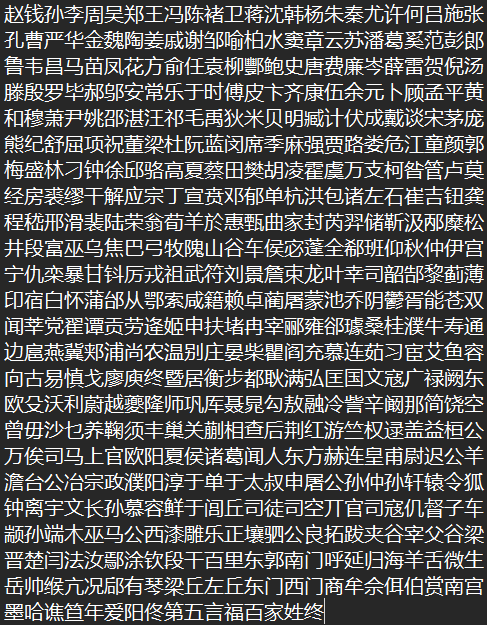 赵钱孙李周吴郑王冯陈褚卫蒋沈韩杨朱秦尤许何吕施张
孔曹严华金魏陶姜戚谢邹喻柏水窦章云苏潘葛奚范彭郎
鲁韦昌马苗凤花方俞任袁柳酆鲍史唐费廉岑薛雷贺倪汤
滕殷罗毕郝邬安常乐于时傅皮卞齐康伍余元卜顾孟平黄
和穆萧尹姚邵湛汪祁毛禹狄米贝明臧计伏成戴谈宋茅庞
熊纪舒屈项祝董梁杜阮蓝闵席季麻强贾路娄危江童颜郭
梅盛林刁钟徐邱骆高夏蔡田樊胡凌霍虞万支柯昝管卢莫
经房裘缪干解应宗丁宣贲邓郁单杭洪包诸左石崔吉钮龚
程嵇邢滑裴陆荣翁荀羊於惠甄曲家封芮羿储靳汲邴糜松
井段富巫乌焦巴弓牧隗山谷车侯宓蓬全郗班仰秋仲伊宫
宁仇栾暴甘钭厉戎祖武符刘景詹束龙叶幸司韶郜黎蓟薄
印宿白怀蒲邰从鄂索咸籍赖卓蔺屠蒙池乔阴鬱胥能苍双
闻莘党翟谭贡劳逄姬申扶堵冉宰郦雍郤璩桑桂濮牛寿通
边扈燕冀郏浦尚农温别庄晏柴瞿阎充慕连茹习宦艾鱼容
向古易慎戈廖庾终暨居衡步都耿满弘匡国文寇广禄阙东
欧殳沃利蔚越夔隆师巩厍聂晁勾敖融冷訾辛阚那简饶空
曾毋沙乜养鞠须丰巢关蒯相查后荆红游竺权逯盖益桓公
万俟司马上官欧阳夏侯诸葛闻人东方赫连皇甫尉迟公羊
澹台公冶宗政濮阳淳于单于太叔申屠公孙仲孙轩辕令狐
钟离宇文长孙慕容鲜于闾丘司徒司空亓官司寇仉督子车
颛孙端木巫马公西漆雕乐正壤驷公良拓跋夹谷宰父谷梁
晋楚闫法汝鄢涂钦段干百里东郭南门呼延归海羊舌微生
岳帅缑亢况郈有琴梁丘左丘东门西门商牟佘佴伯赏南宫
墨哈谯笪年爱阳佟第五言福百家姓终